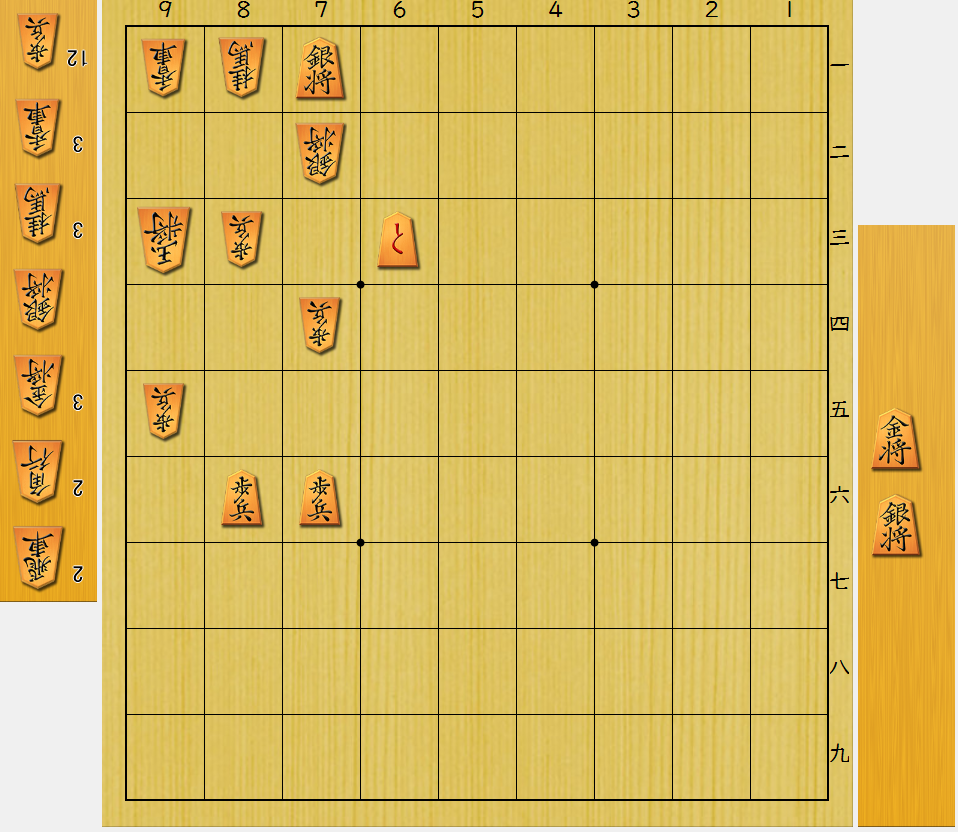 9 8 7 6 5 4 3 2 1
歩兵 12
香車 3
桂馬 3
銀将
金将 3
角行 2
飛車 2
香車 桂馬 銀将 一
銀将 二
玉将 歩兵 と 三
歩兵 四
歩兵 五
歩兵 歩兵 六
七
八
九
金将
銀将